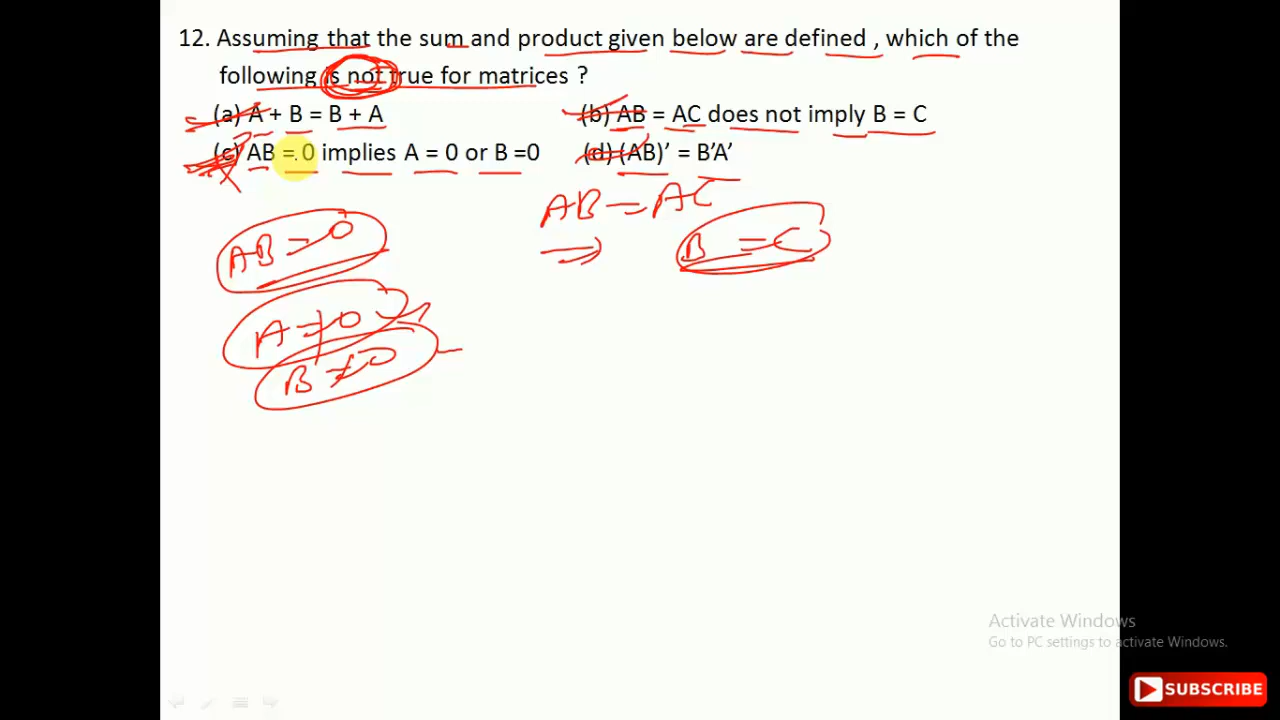 12. Assuming that the sum and product given below are defined , which of the
following is not true for matrices ?
(a) A + B = B + A (b) AB = AC does not imply B = C
(c) AB = 0 implies A = 0 or B =0 (d) (AB)’ = B’A’
AB = AC
AB = 0 ⇒ B = C
A ≠ 0
B ≠ 0
Activate Windows
Go to PC settings to activate Windows.
SUBSCRIBE